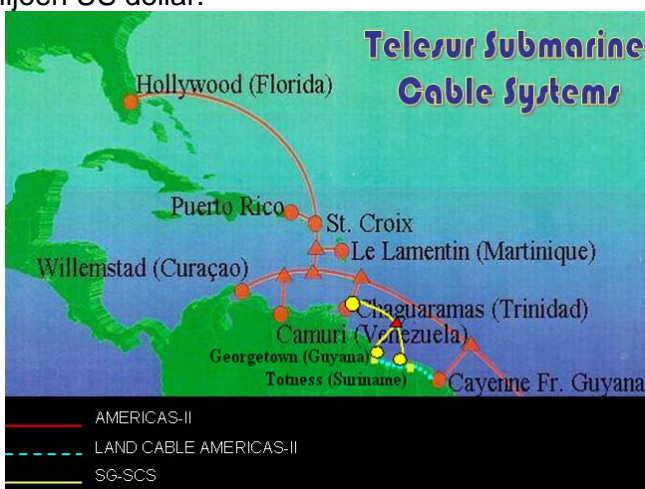 Telesur Submarine
Cable Systems
Hollywood (Florida)
Puerto Rico
St. Croix
Le Lamentin (Martinique)
Willemstad (Curaçao)
Chaguaramas (Trinidad)
Camuri (Venezuela)
Georgetown (Guyana)
Totness (Suriname)
Cayenne Fr. Guyana
AMERICAS-II
LAND CABLE AMERICAS-II
SG-SCS